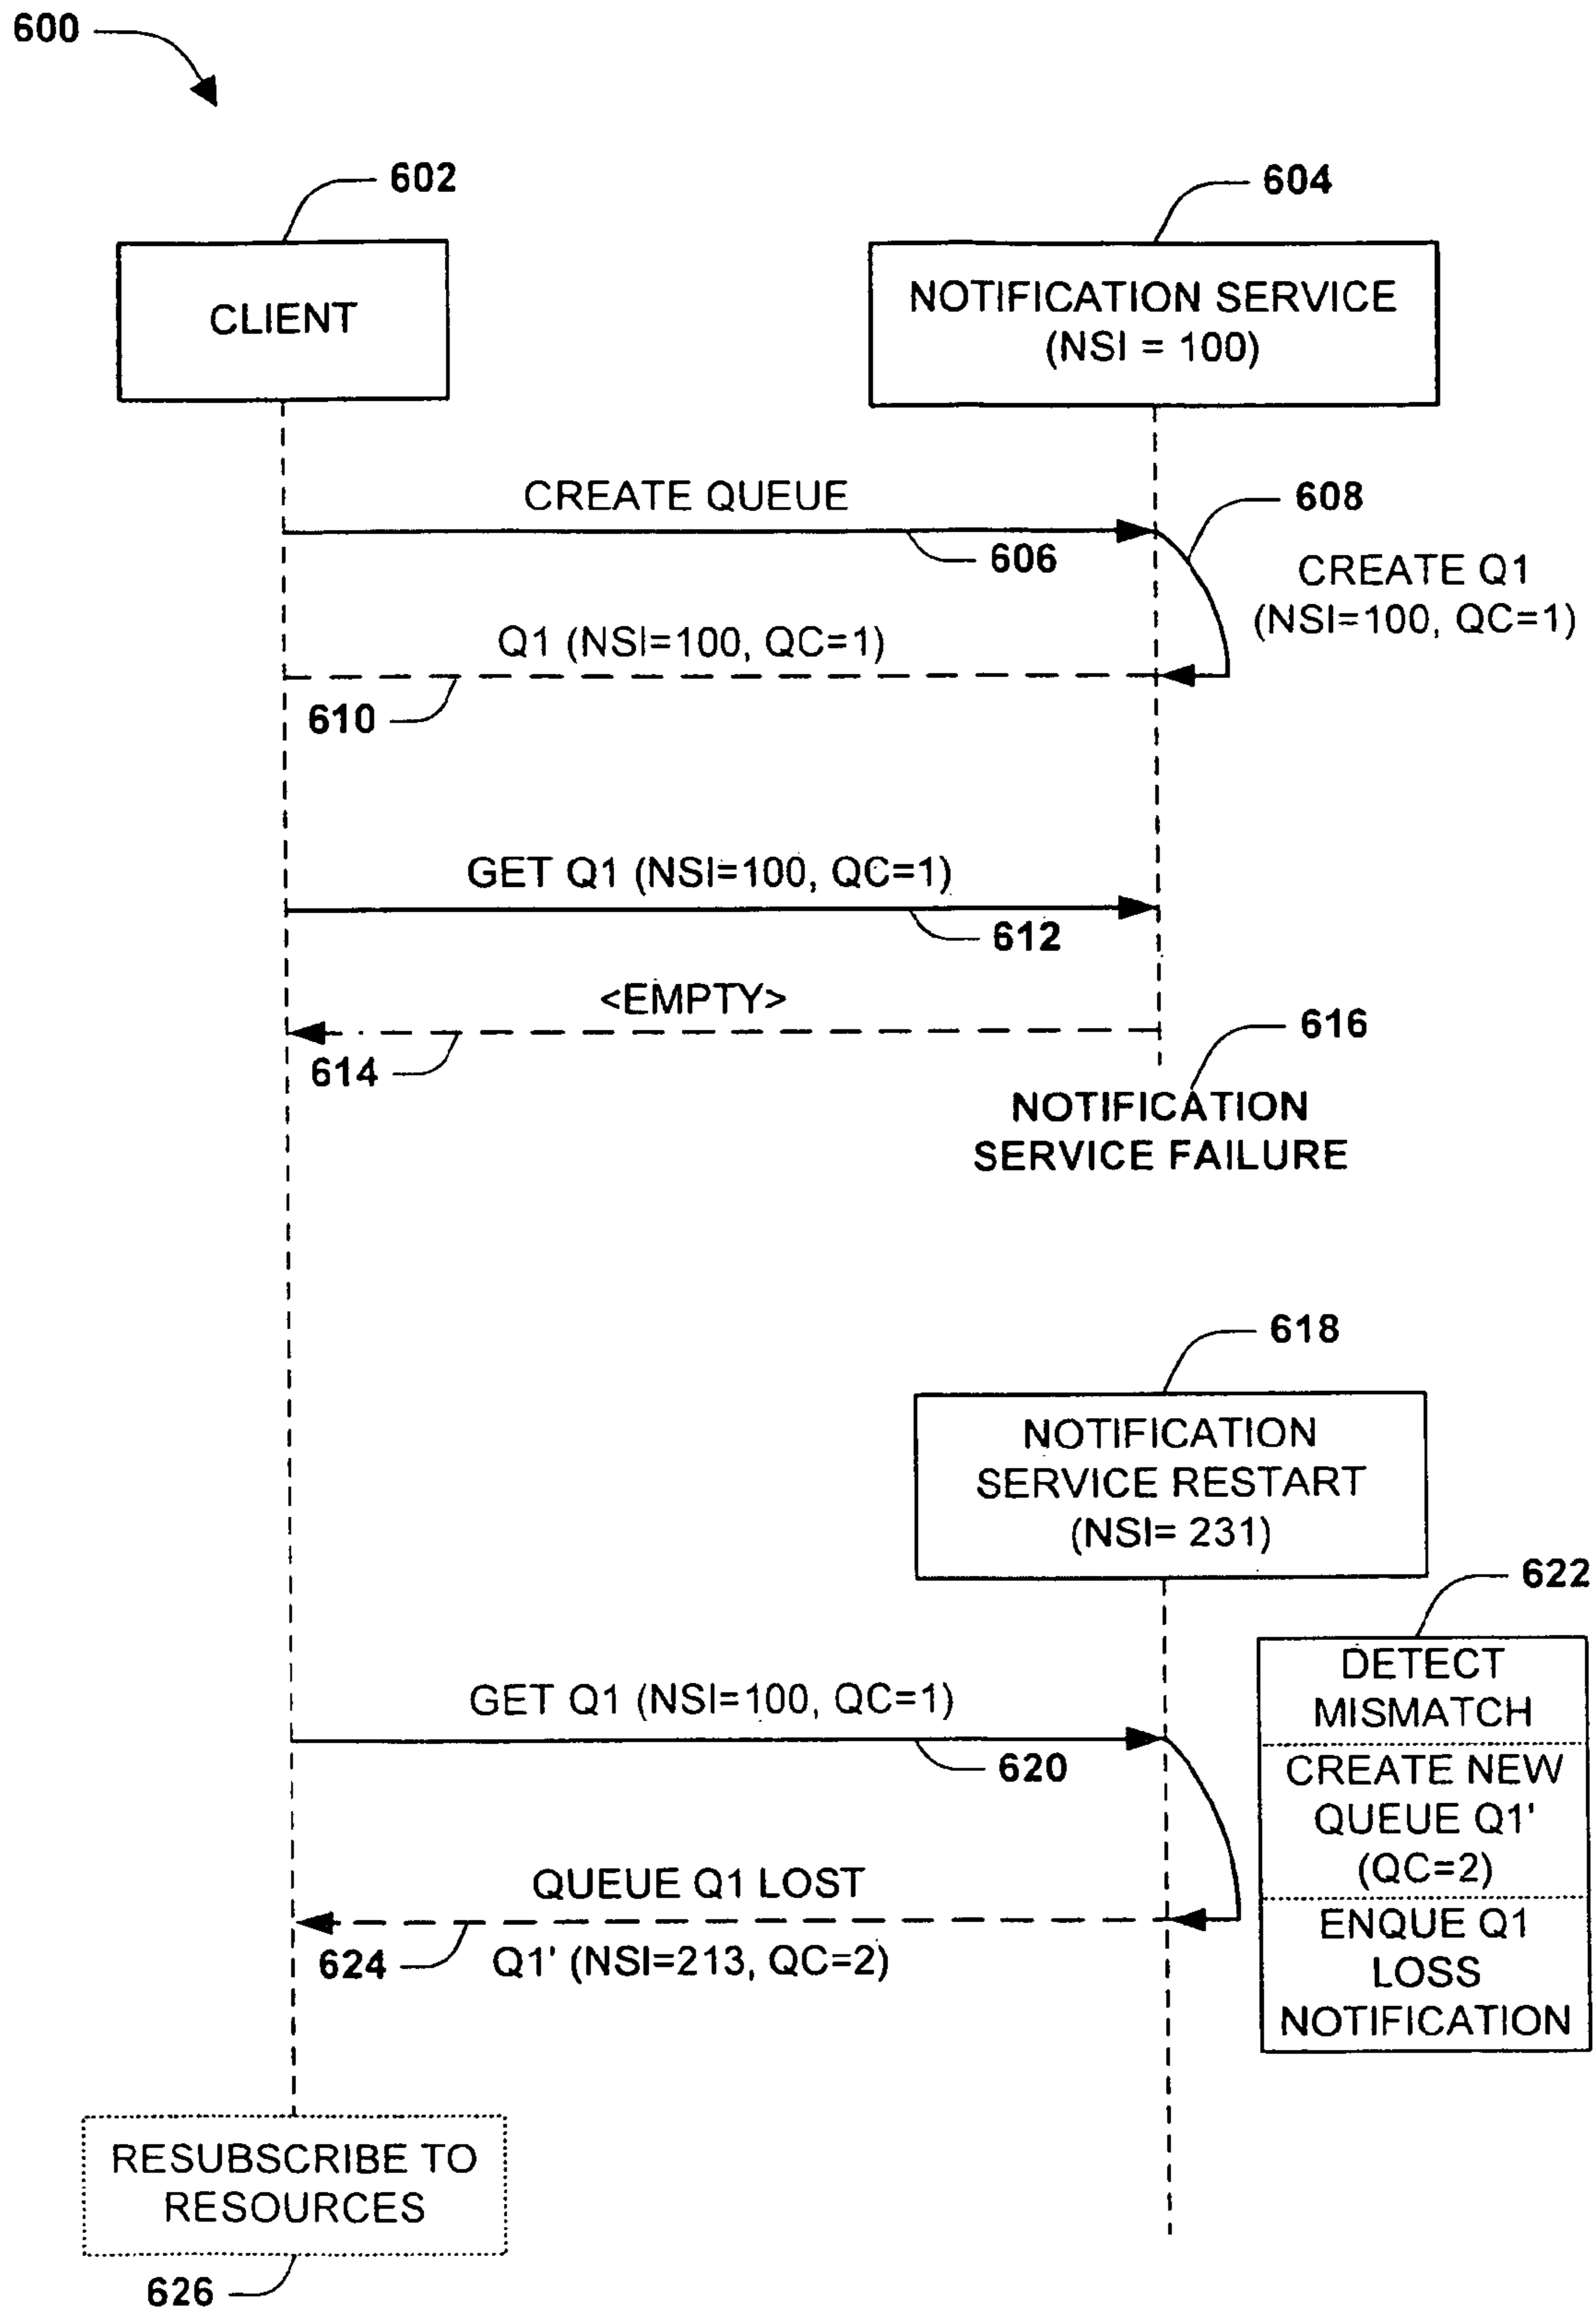 600
602
604
CLIENT
NOTIFICATION SERVICE
(NSI = 100)
CREATE QUEUE
608
606
CREATE Q1
(NSI=100, QC=1)
Q1 (NSI=100, QC=1)
610
GET Q1 (NSI=100, QC=1)
612
<EMPTY>
616
614
NOTIFICATION
SERVICE FAILURE
618
NOTIFICATION
SERVICE RESTART
(NSI= 231)
622
DETECT
MISMATCH
GET Q1 (NSI=100, QC=1)
620
CREATE NEW
QUEUE Q1'
(QC=2)
QUEUE Q1 LOST
624
Q1' (NSI=213, QC=2)
ENQUE Q1
LOSS
NOTIFICATION
RESUBSCRIBE TO
RESOURCES
626